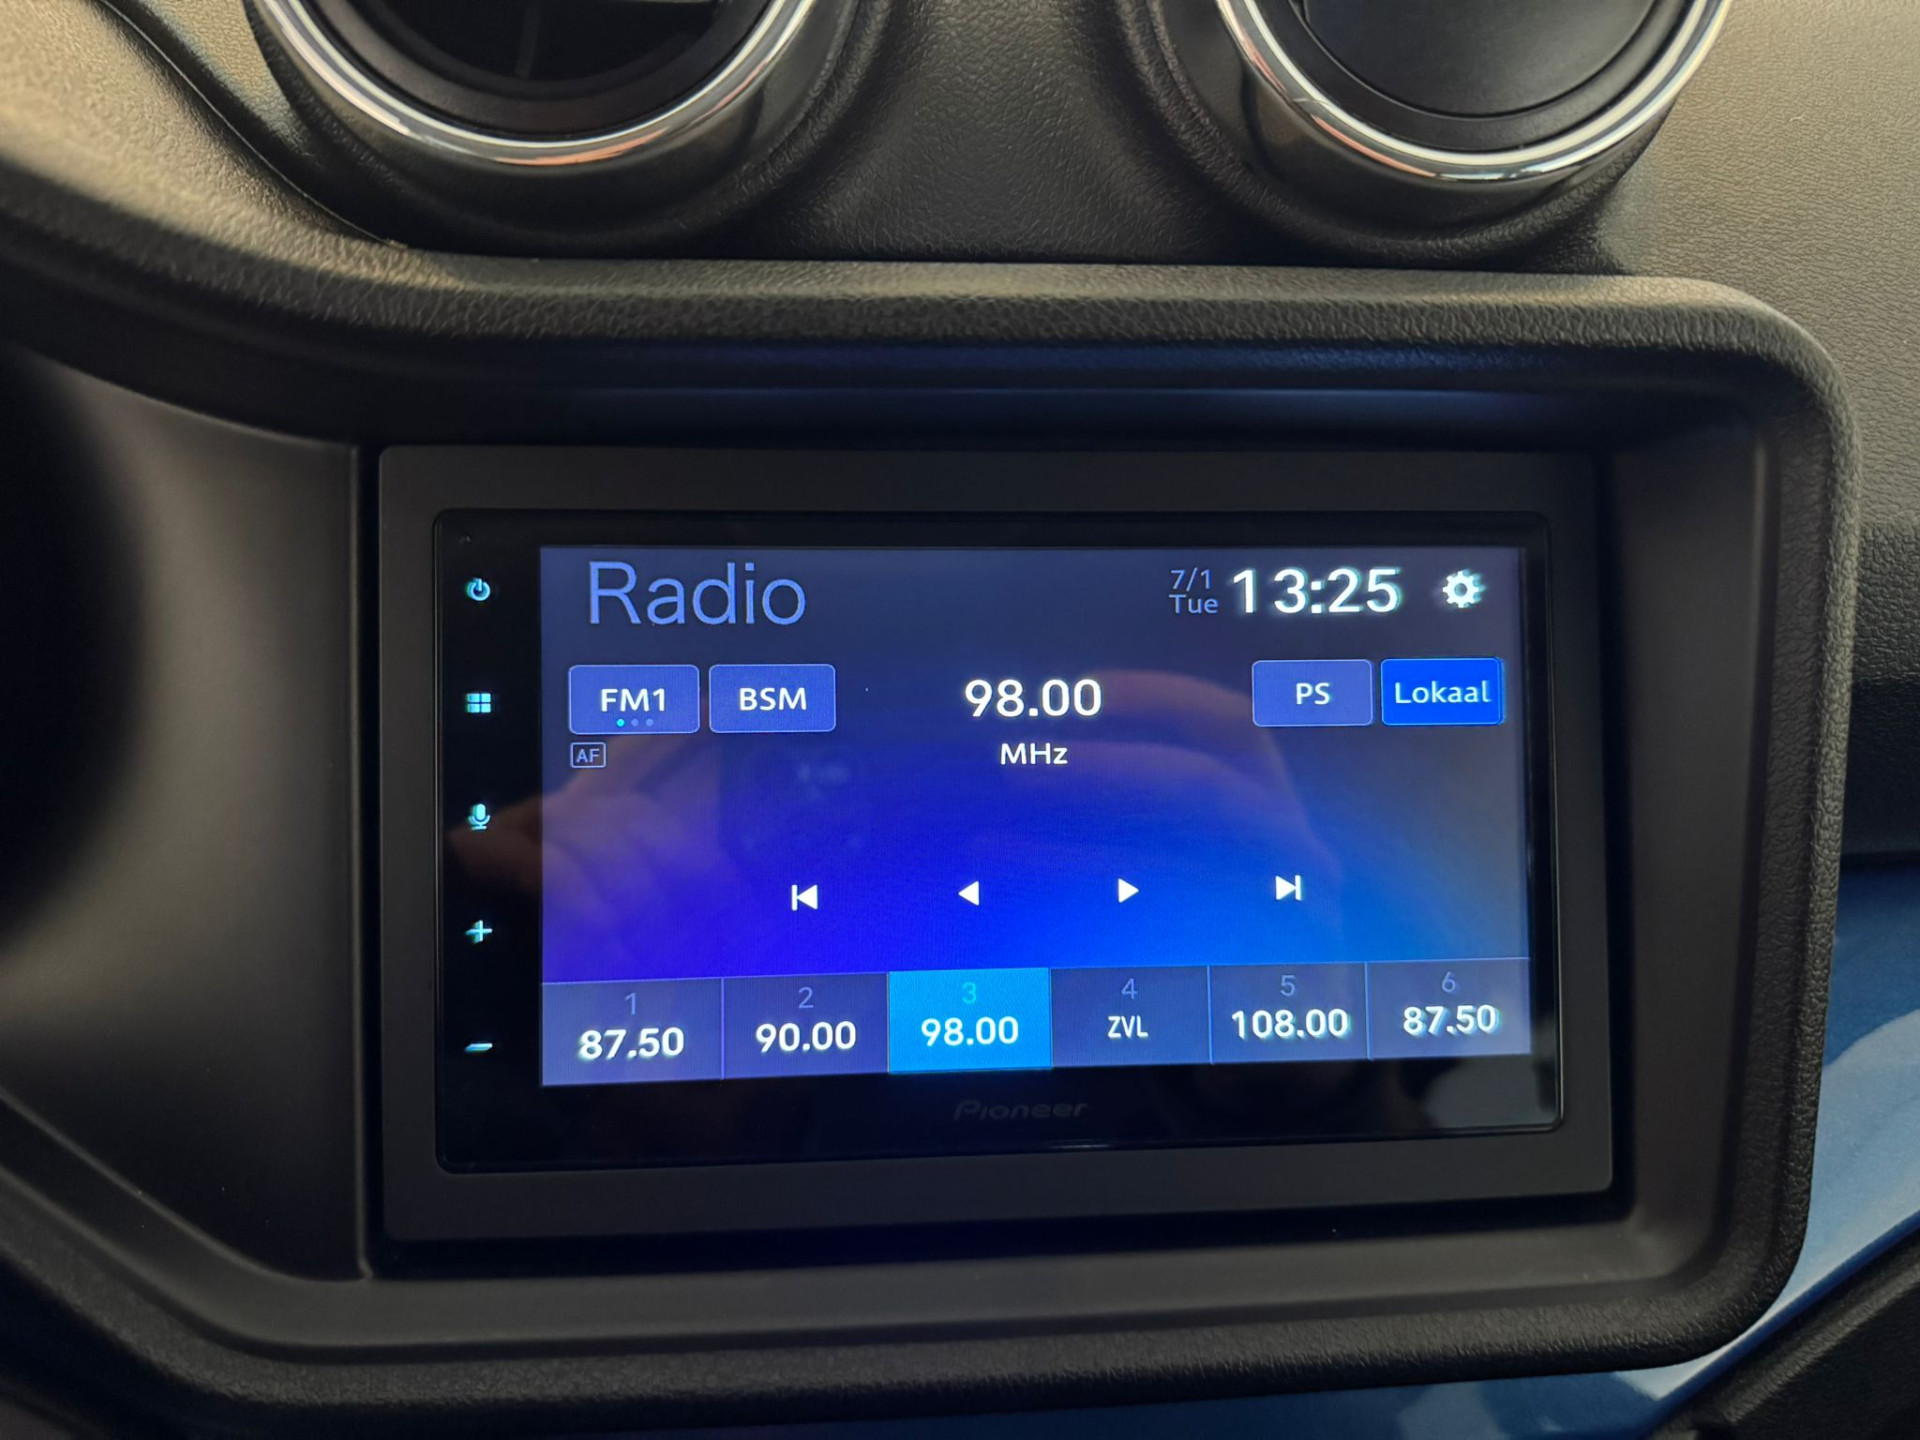 Radio
7/1
Tue
13:25
FM1
BSM
98.00
MHz
PS
Lokaal
AF
1
87.50
2
90.00
3
98.00
4
ZVL
5
108.00
6
87.50
Pioneer